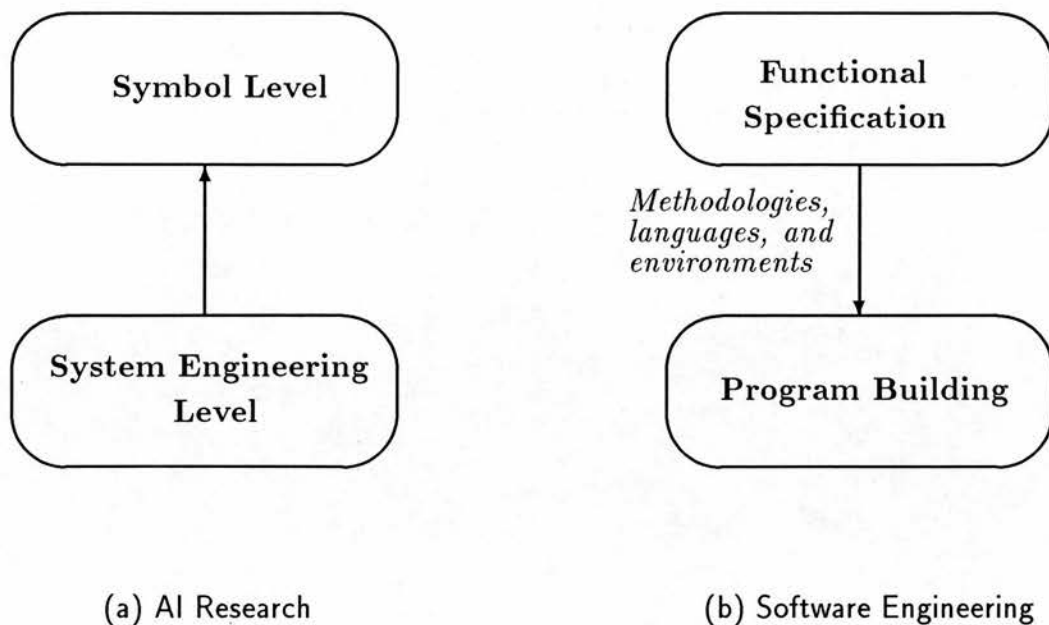 Symbol Level
System Engineering
Level
(a) AI Research
Functional
Specification
Methodologies,
languages, and
environments
Program Building
(b) Software Engineering